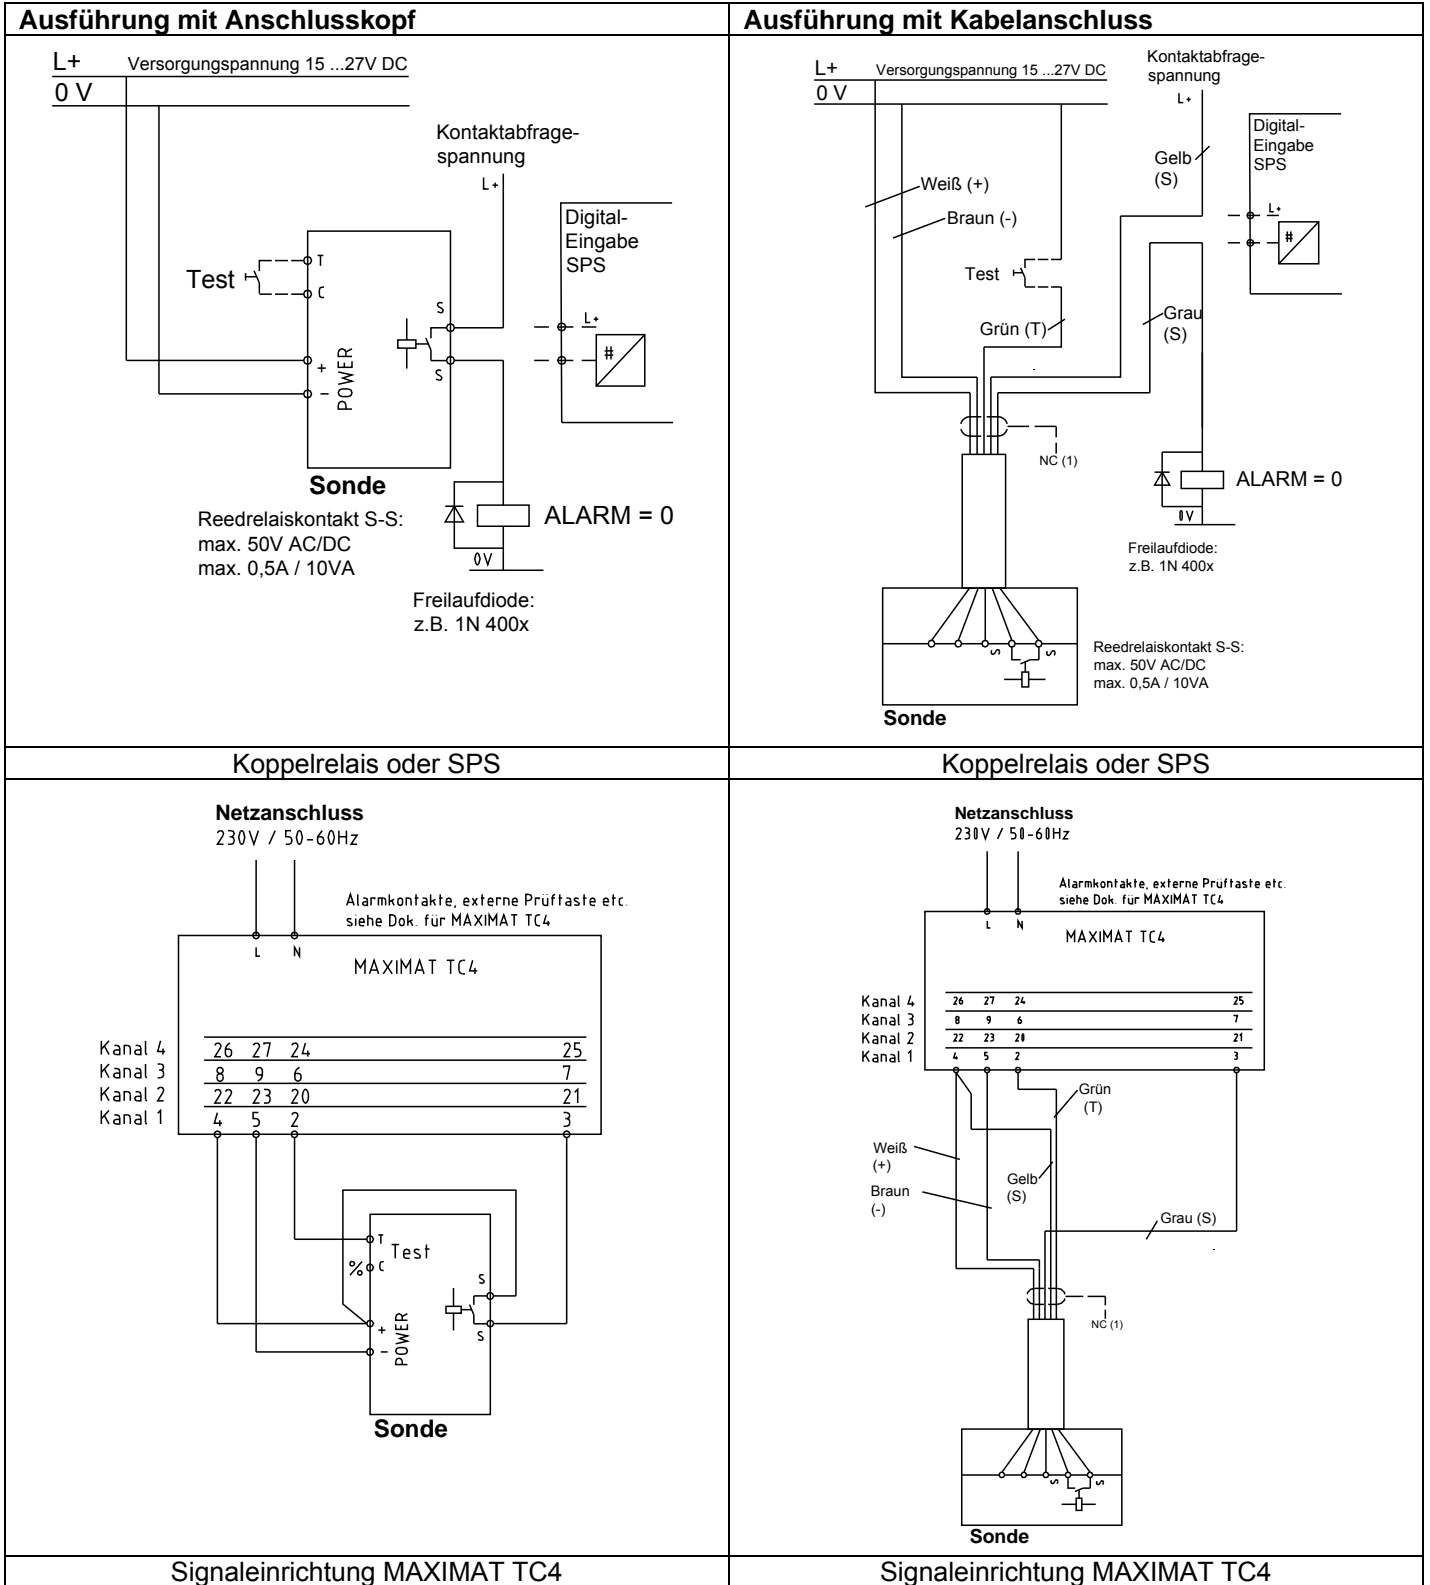 Ausführung mit Anschlusskopf
L+ Versorgungspannung 15 ...27V DC
0 V
Kontaktabfrage-
spannung
L+
Digital-
Eingabe
SPS
Test
T
C
S
L+
#
+
POWER
S
-
Sonde
Reedrelaiskontakt S-S:
max. 50V AC/DC
max. 0,5A / 10VA
ALARM = 0
0V
Freilaufdiode:
z.B. 1N 400x
Koppelrelais oder SPS
Ausführung mit Kabelanschluss
L+ Versorgungspannung 15 ...27V DC
0 V
Kontaktabfrage-
spannung
L+
Digital-
Eingabe
SPS
Gelb
(S)
Weiß (+)
Braun (-)
L+
#
Test
Grün (T)
Grau
(S)
NC (1)
ALARM = 0
0V
Freilaufdiode:
z.B. 1N 400x
S
S
Reedrelaiskontakt S-S:
max. 50V AC/DC
max. 0,5A / 10VA
Sonde
Koppelrelais oder SPS
Netzanschluss
230V / 50-60Hz
Alarmkontakte, externe Prüftaste etc.
siehe Dok. für MAXIMAT TC4
L N
MAXIMAT TC4
Kanal 4 26 27 24 25
Kanal 3 8 9 6 7
Kanal 2 22 23 20 21
Kanal 1 4 5 2 3
T
Test
% C
S
+
POWER
S
-
Sonde
Signaleinrichtung MAXIMAT TC4
Netzanschluss
230V / 50-60Hz
Alarmkontakte, externe Prüftaste etc.
siehe Dok. für MAXIMAT TC4
L N
MAXIMAT TC4
Kanal 4 26 27 24 25
Kanal 3 8 9 6 7
Kanal 2 22 23 20 21
Kanal 1 4 5 2 3
Grün
(T)
Weiß
(+)
Gelb
(S)
Braun
(-)
Grau (S)
NC (1)
S
S
Sonde
Signaleinrichtung MAXIMAT TC4